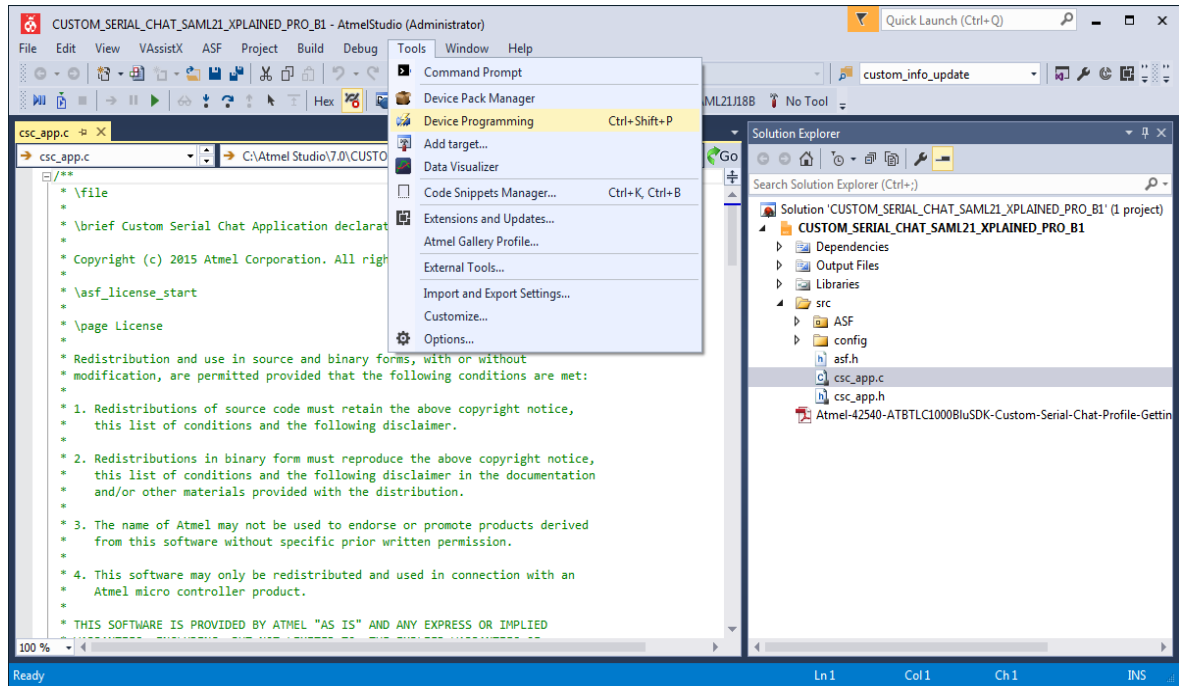 CUSTOM_SERIAL_CHAT_SAML21_XPLAINED_PRO_B1 - AtmelStudio (Administrator)
Quick Launch (Ctrl+Q)
File Edit View VAssistX ASF Project Build Debug Tools Window Help
custom_info_update
Hex
ML21J18B No Tool
Command Prompt
Device Pack Manager
Device Programming Ctrl+Shift+P
Add target...
Data Visualizer
Code Snippets Manager... Ctrl+K, Ctrl+B
Extensions and Updates...
Atmel Gallery Profile...
External Tools...
Import and Export Settings...
Customize...
Options...
csc_app.c
csc_app.c C:\Atmel Studio\7.0\CUSTO Go
/**
* \file
*
* \brief Custom Serial Chat Application declarat
*
* Copyright (c) 2015 Atmel Corporation. All righ
*
* \asf_license_start
*
* \page License
*
* Redistribution and use in source and binary forms, with or without
* modification, are permitted provided that the following conditions are met:
*
* 1. Redistributions of source code must retain the above copyright notice,
* this list of conditions and the following disclaimer.
*
* 2. Redistributions in binary form must reproduce the above copyright notice,
* this list of conditions and the following disclaimer in the documentation
* and/or other materials provided with the distribution.
*
* 3. The name of Atmel may not be used to endorse or promote products derived
* from this software without specific prior written permission.
*
* 4. This software may only be redistributed and used in connection with an
* Atmel micro controller product.
*
* THIS SOFTWARE IS PROVIDED BY ATMEL "AS IS" AND ANY EXPRESS OR IMPLIED
100 %
Solution Explorer
Search Solution Explorer (Ctrl+;)
Solution 'CUSTOM_SERIAL_CHAT_SAML21_XPLAINED_PRO_B1' (1 project)
CUSTOM_SERIAL_CHAT_SAML21_XPLAINED_PRO_B1
Dependencies
Output Files
Libraries
src
ASF
config
asf.h
csc_app.c
csc_app.h
Atmel-42540-ATBTLC1000BluSDK-Custom-Serial-Chat-Profile-Gettin
Ready Ln 1 Col 1 Ch 1 INS